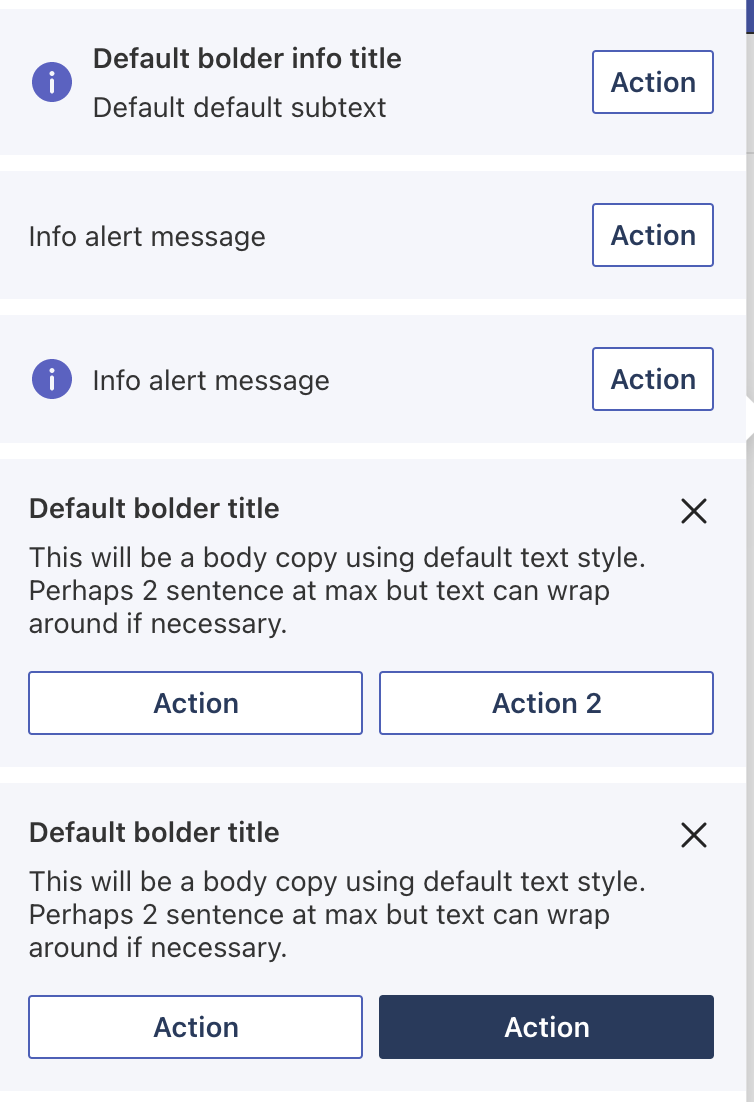 Default bolder info title
Default default subtext
Action
Info alert message
Action
Info alert message
Action
Default bolder title
This will be a body copy using default text style.
Perhaps 2 sentence at max but text can wrap
around if necessary.
Action
Action 2
Default bolder title
This will be a body copy using default text style.
Perhaps 2 sentence at max but text can wrap
around if necessary.
Action
Action